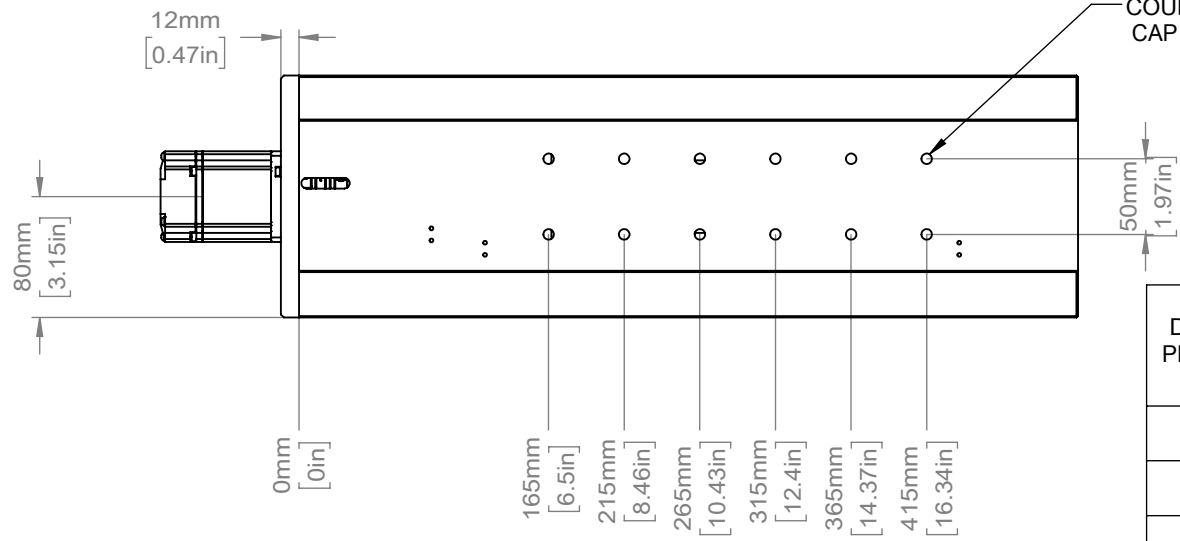 12mm
[0.47in]
CAP
80mm
[3.15in]
50mm
[1.97in]
0mm
[0in]
165mm
[6.5in]
215mm
[8.46in]
265mm
[10.43in]
315mm
[12.4in]
365mm
[14.37in]
415mm
[16.34in]